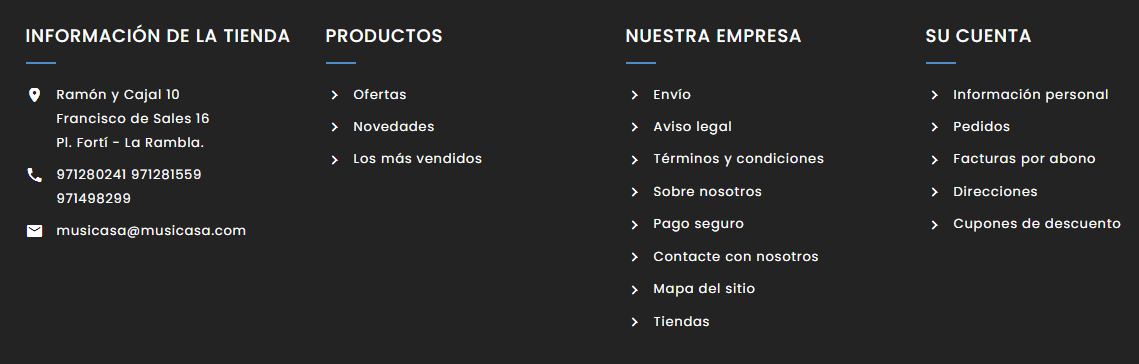 INFORMACIÓN DE LA TIENDA
Ramón y Cajal 10
Francisco de Sales 16
Pl. Fortí - La Rambla.
971280241 971281559
971498299
musicasa@musicasa.com
PRODUCTOS
Ofertas
Novedades
Los más vendidos
NUESTRA EMPRESA
Envío
Aviso legal
Términos y condiciones
Sobre nosotros
Pago seguro
Contacte con nosotros
Mapa del sitio
Tiendas
SU CUENTA
Información personal
Pedidos
Facturas por abono
Direcciones
Cupones de descuento